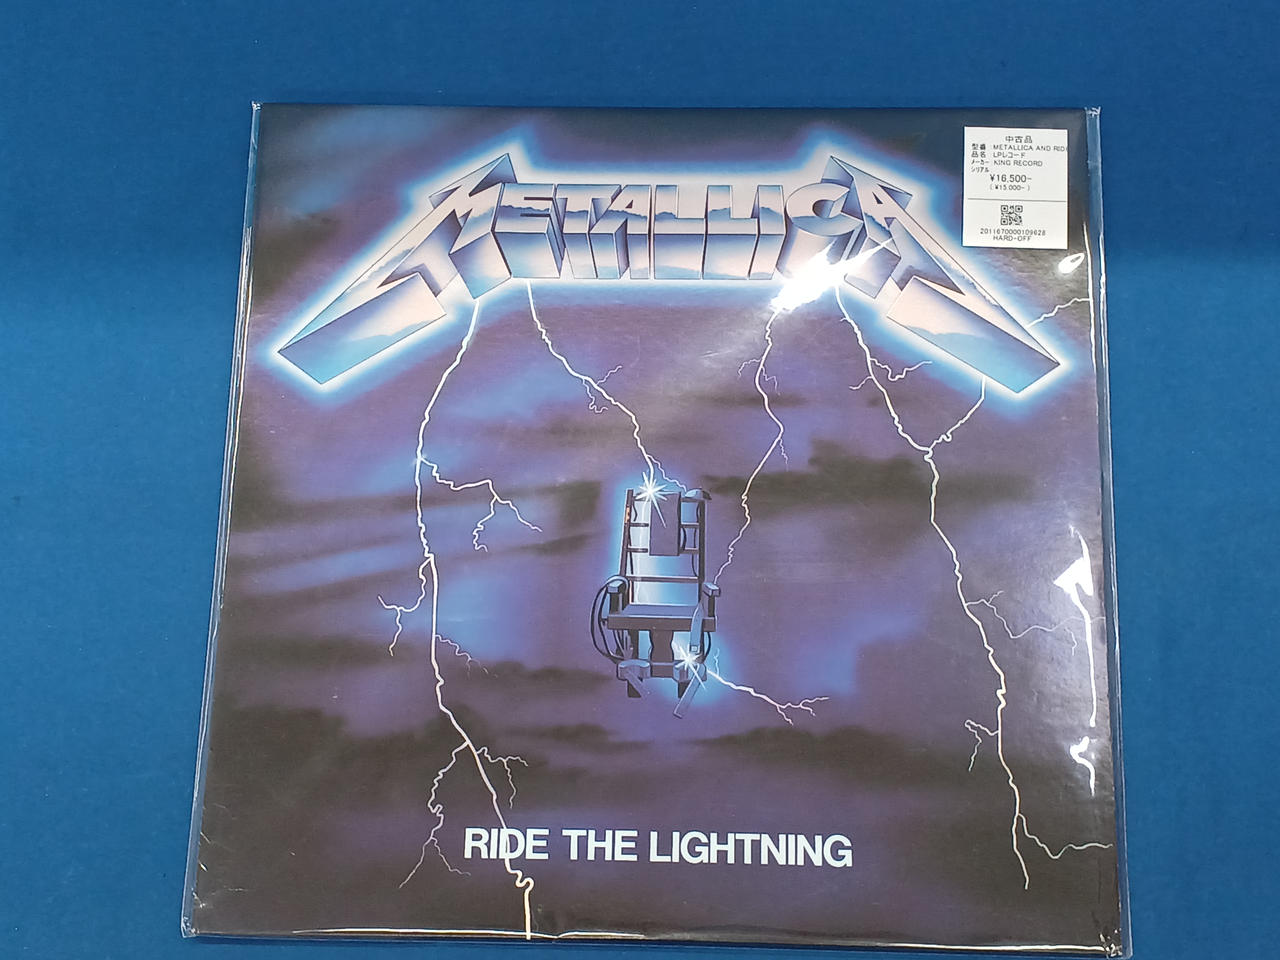 METALLICA
中古品
型番 METALLICA AND RID
品名 LPレコード
メーカー KING RECORD
シリアル
¥16,500-
(¥15,000-)
2011670000109628
HARD-OFF
RIDE THE LIGHTNING